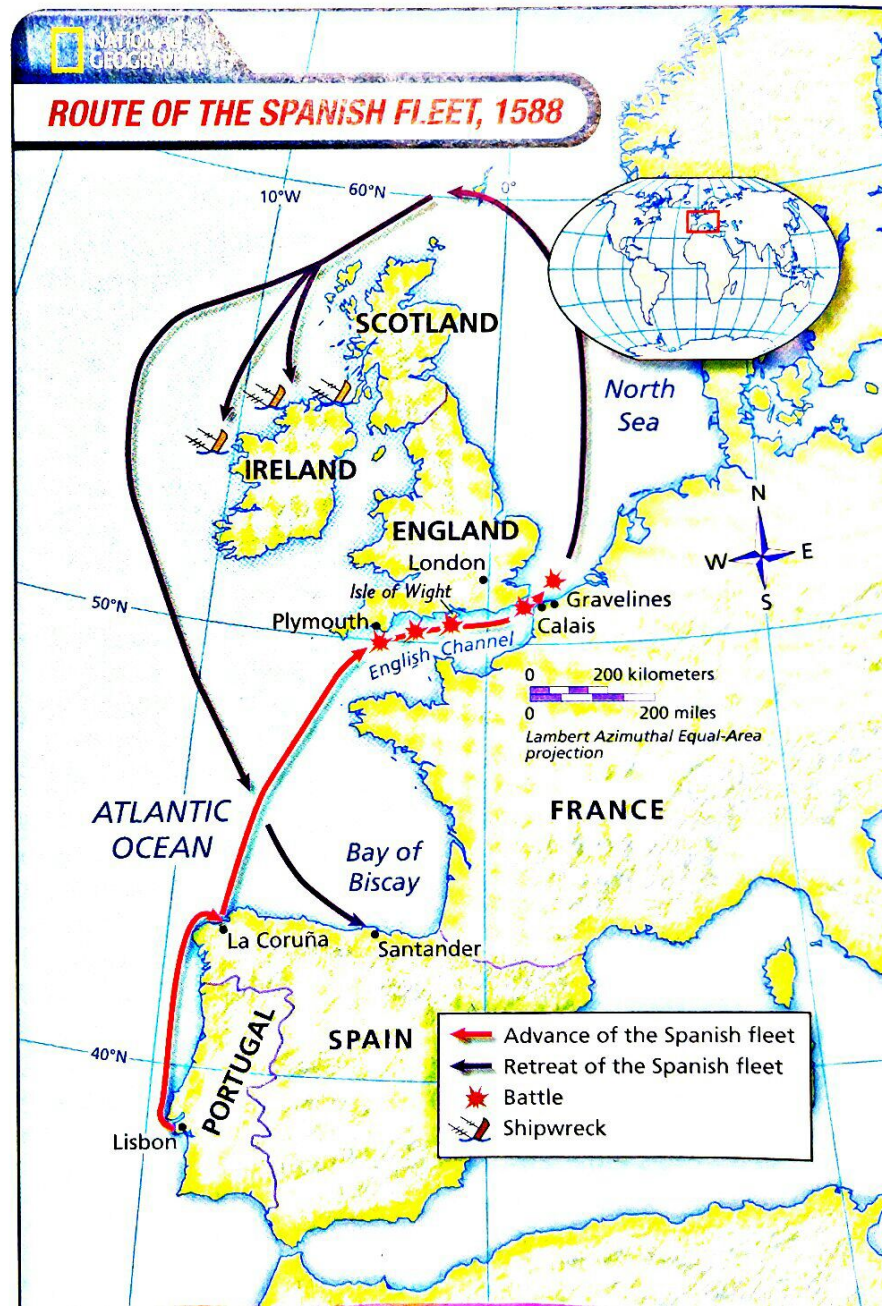 NATIONAL
GEOGRAPHIC
ROUTE OF THE SPANISH FLEET, 1588
10°W
60°N
0°
SCOTLAND
North
Sea
IRELAND
N
ENGLAND
London
W
E
Isle of Wight
S
50°N
Gravelines
Plymouth
Calais
English Channel
0 200 kilometers
0 200 miles
Lambert Azimuthal Equal-Area
projection
ATLANTIC
OCEAN
FRANCE
Bay of
Biscay
La Coruña
Santander
PORTUGAL
SPAIN
Advance of the Spanish fleet
40°N
Retreat of the Spanish fleet
Battle
Lisbon
Shipwreck